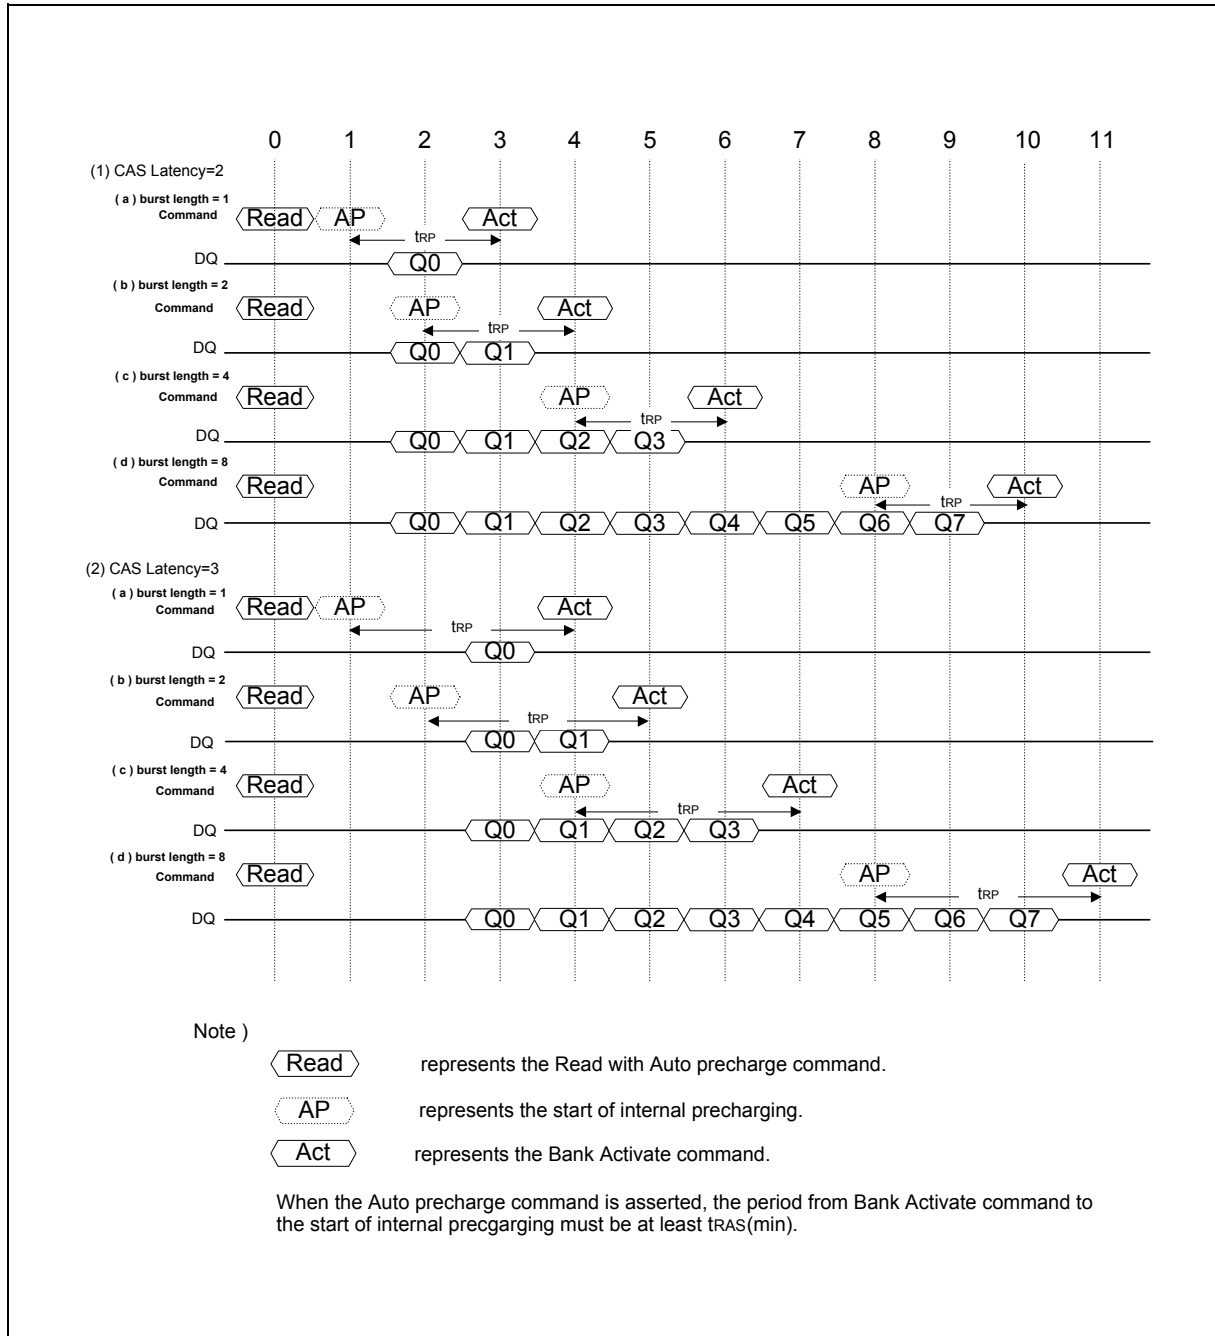 0 1 2 3 4 5 6 7 8 9 10 11
(1) CAS Latency=2
( a ) burst length = 1
Command Read AP Act
tRP
DQ Q0
( b ) burst length = 2
Command Read AP Act
tRP
DQ Q0 Q1
( c ) burst length = 4
Command Read AP Act
tRP
DQ Q0 Q1 Q2 Q3
( d ) burst length = 8
Command Read AP Act
tRP
DQ Q0 Q1 Q2 Q3 Q4 Q5 Q6 Q7
(2) CAS Latency=3
( a ) burst length = 1
Command Read AP Act
tRP
DQ Q0
( b ) burst length = 2
Command Read AP Act
tRP
DQ Q0 Q1
( c ) burst length = 4
Command Read AP Act
tRP
DQ Q0 Q1 Q2 Q3
( d ) burst length = 8
Command Read AP Act
tRP
DQ Q0 Q1 Q2 Q3 Q4 Q5 Q6 Q7
Note )
Read represents the Read with Auto precharge command.
AP represents the start of internal precharging.
Act represents the Bank Activate command.
When the Auto precharge command is asserted, the period from Bank Activate command to
the start of internal precgarging must be at least tRAS(min).